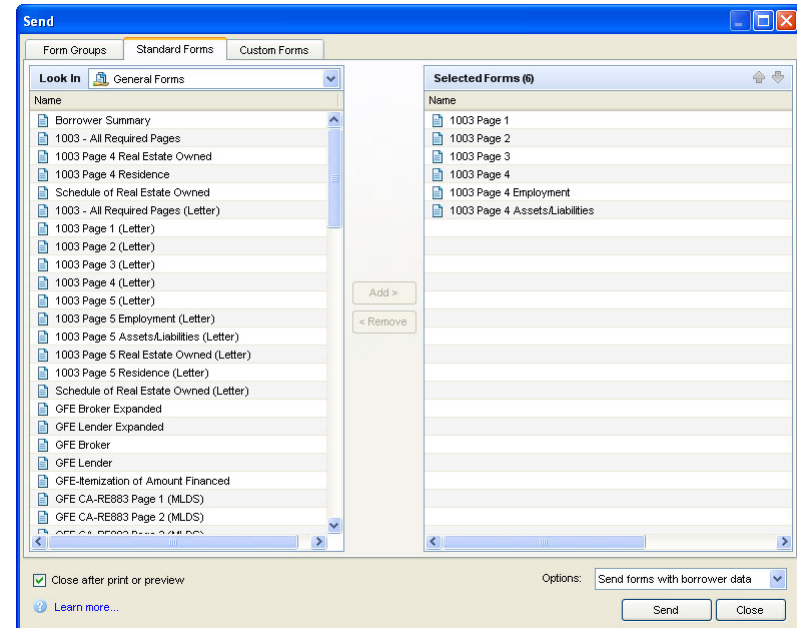 Send
Form Groups Standard Forms Custom Forms
Look In General Forms
Name
Borrower Summary
1003 - All Required Pages
1003 Page 4 Real Estate Owned
1003 Page 4 Residence
Schedule of Real Estate Owned
1003 - All Required Pages (Letter)
1003 Page 1 (Letter)
1003 Page 2 (Letter)
1003 Page 3 (Letter)
1003 Page 4 (Letter)
1003 Page 5 (Letter)
1003 Page 5 Employment (Letter)
1003 Page 5 Assets/Liabilities (Letter)
1003 Page 5 Real Estate Owned (Letter)
1003 Page 5 Residence (Letter)
Schedule of Real Estate Owned (Letter)
GFE Broker Expanded
GFE Lender Expanded
GFE Broker
GFE Lender
GFE-Itemization of Amount Financed
GFE CA-RE883 Page 1 (MLDS)
GFE CA-RE883 Page 2 (MLDS)
Add >
< Remove
Selected Forms (6)
Name
1003 Page 1
1003 Page 2
1003 Page 3
1003 Page 4
1003 Page 4 Employment
1003 Page 4 Assets/Liabilities
Close after print or preview
Options: Send forms with borrower data
Learn more...
Send Close